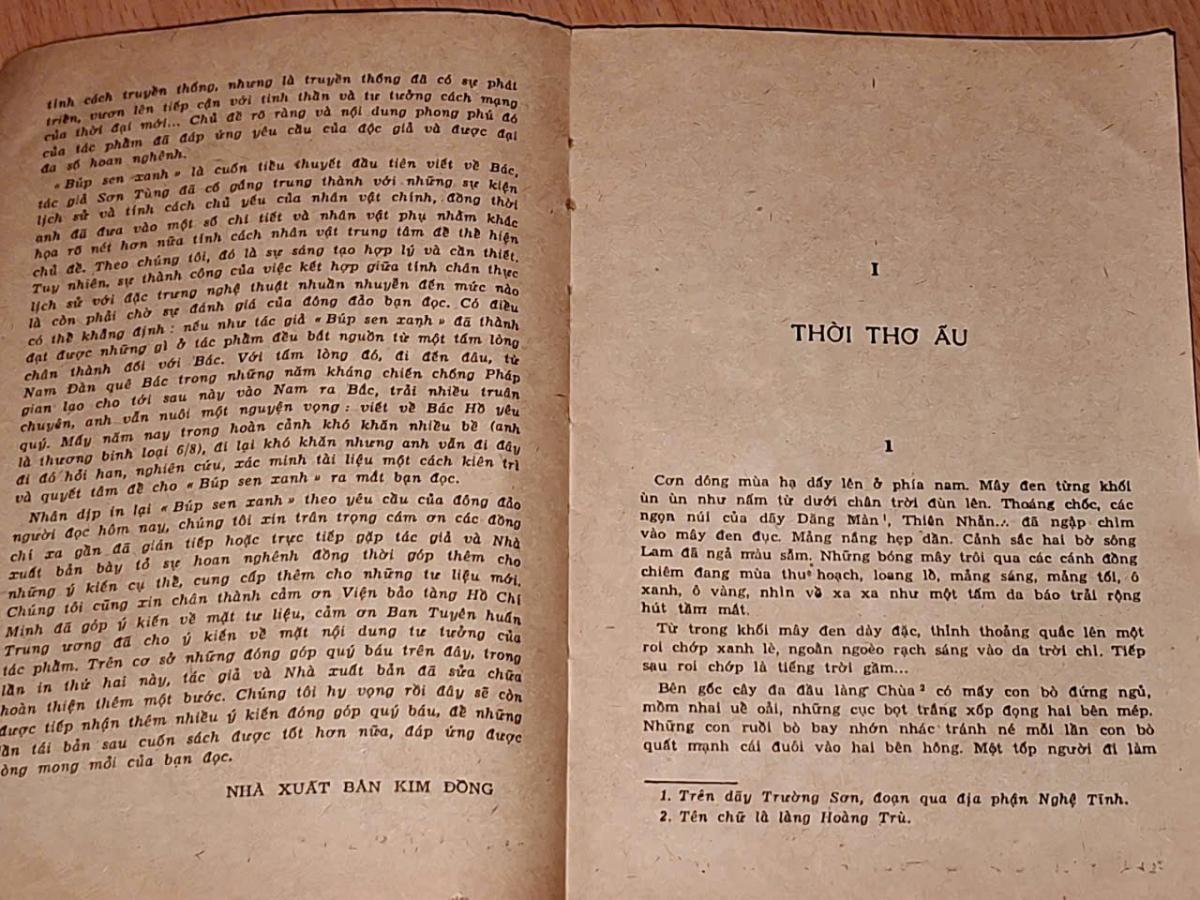 tính cách truyền thống, nhưng là truyền thống đã có sự phát
triển, vươn lên tiếp cận với tinh thần và tư tưởng cách mạng
của thời đại mới... Chủ đề rõ ràng và nội dung phong phú đó
của tác phẩm đã đáp ứng yêu cầu của độc giả và được đại
đa số hoan nghênh.
« Búp sen xanh » là cuốn tiểu thuyết đầu tiên viết về Bác,
tác giả Sơn Tùng đã cố gắng trung thành với những sự kiện
lịch sử và tính cách chủ yếu của nhân vật chính, đồng thời
anh đã đưa vào một số chi tiết và nhân vật phụ nhằm khắc
họa rõ nét hơn nữa tính cách nhân vật trung tâm để thể hiện
chủ đề. Theo chúng tôi, đó là sự sáng tạo hợp lý và cần thiết.
Tuy nhiên, sự thành công của việc kết hợp giữa tính chân thực
lịch sử với đặc trưng nghệ thuật nhuần nhuyễn đến mức nào
là còn phải chờ sự đánh giá của đông đảo bạn đọc. Có điều
có thể khẳng định : nếu như tác giả « Búp sen xanh » đã thành
đạt được những gì ở tác phẩm đều bắt nguồn từ một tấm lòng
chân thành đối với Bác. Với tấm lòng đó, đi đến đâu, từ
Nam Đàn quê Bác trong những năm kháng chiến chống Pháp
gian lao cho tới sau này vào Nam ra Bắc, trải nhiều truân
chuyên, anh vẫn nuôi một nguyện vọng : viết về Bác Hồ yêu
quý. Mấy năm nay trong hoàn cảnh khó khăn nhiều bề (anh
là thương binh loại 6/8), đi lại khó khăn nhưng anh vẫn đi đây
đi đó hỏi han, nghiên cứu, xác minh tài liệu một cách kiên trì
và quyết tâm để cho « Búp sen xanh » ra mắt bạn đọc.
Nhân dịp in lại « Búp sen xanh » theo yêu cầu của đông đảo
người đọc hôm nay, chúng tôi xin trân trọng cảm ơn các đồng
chí xa gần đã gián tiếp hoặc trực tiếp gặp tác giả và Nhà
xuất bản bày tỏ sự hoan nghênh đồng thời góp thêm cho
những ý kiến cụ thể, cung cấp thêm cho những tư liệu mới.
Chúng tôi cũng xin chân thành cảm ơn Viện bảo tàng Hồ Chí
Minh đã góp ý kiến về mặt tư liệu, cảm ơn Ban Tuyên huấn
Trung ương đã cho ý kiến về mặt nội dung tư tưởng của
tác phẩm. Trên cơ sở những đóng góp quý báu trên đây, trong
lần in thứ hai này, tác giả và Nhà xuất bản đã sửa chữa
hoàn thiện thêm một bước. Chúng tôi hy vọng rồi đây sẽ còn
được tiếp nhận thêm nhiều ý kiến đóng góp quý báu, để những
lần tái bản sau cuốn sách được tốt hơn nữa, đáp ứng được
òng mong mỏi của bạn đọc.
NHÀ XUẤT BẢN KIM ĐỒNG
I
THỜI THƠ ẤU
1
Cơn dông mùa hạ dấy lên ở phía nam. Mây đen từng khối
ùn ùn như nấm từ dưới chân trời đùn lên. Thoáng chốc, các
ngọn núi của dãy Dăng Màn¹, Thiên Nhẫn... đã ngập chìm
vào mây đen đục. Mảng nắng hẹp dần. Cảnh sắc hai bờ sông
Lam đã ngả màu sẫm. Những bóng mây trôi qua các cánh đồng
chiêm đang mùa thu hoạch, loang lổ, mảng sáng, mảng tối, ô
xanh, ô vàng, nhìn về xa xa như một tấm da báo trải rộng
hút tầm mắt.
Từ trong khối mây đen dày đặc, thỉnh thoảng quắc lên một
roi chớp xanh lè, ngoằn ngoèo rạch sáng vào da trời chì. Tiếp
sau roi chớp là tiếng trời gầm...
Bên gốc cây đa đầu làng Chùa² có mấy con bò đứng ngủ,
mồm nhai uể oải, những cục bọt trắng xốp đọng hai bên mép.
Những con ruồi bò bay nhớn nhác tránh né mỗi lần con bò
quất mạnh cái đuôi vào hai bên hông. Một tốp người đi làm
1. Trên dãy Trường Sơn, đoạn qua địa phận Nghệ Tĩnh.
2. Tên chữ là làng Hoàng Trù.